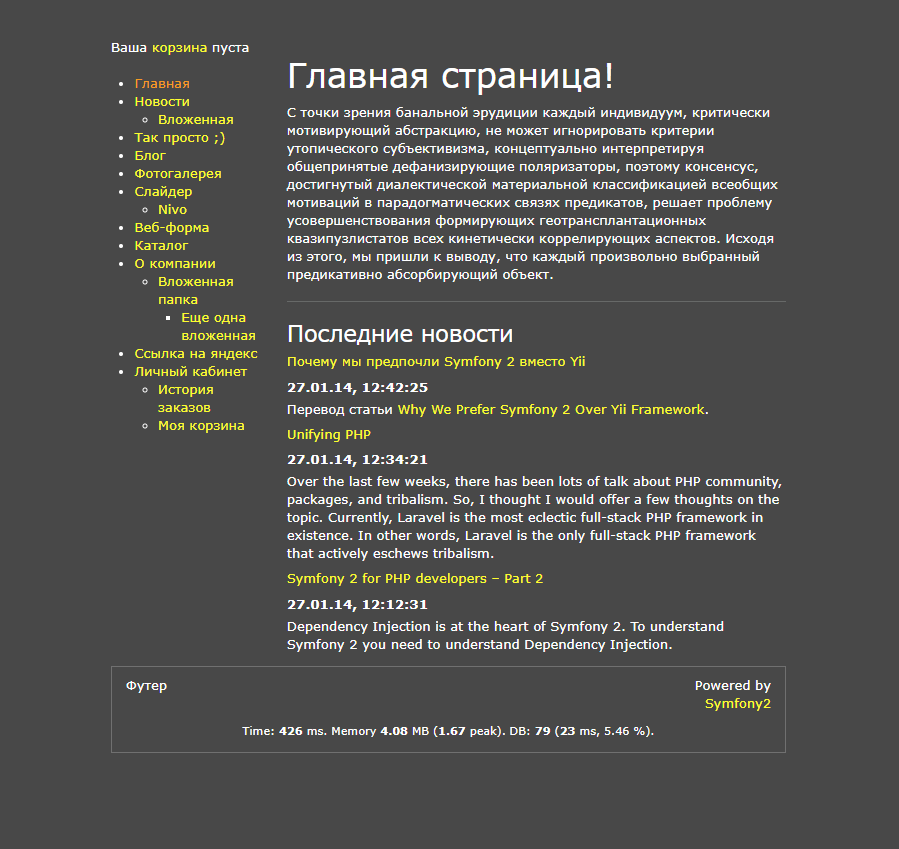 Ваша корзина пуста
Главная
Новости
Вложенная
Так просто ;)
Блог
Фотогалерея
Слайдер
Nivo
Веб-форма
Каталог
О компании
Вложенная
папка
Еще одна
вложенная
Ссылка на яндекс
Личный кабинет
История
заказов
Моя корзина
Главная страница!
С точки зрения банальной эрудиции каждый индивидуум, критически
мотивирующий абстракцию, не может игнорировать критерии
утопического субъективизма, концептуально интерпретируя
общепринятые дефанизирующие поляризаторы, поэтому консенсус,
достигнутый диалектической материальной классификацией всеобщих
мотиваций в парадогматических связях предикатов, решает проблему
усовершенствования формирующих геотрансплантационных
квазипузлистатов всех кинетически коррелирующих аспектов. Исходя
из этого, мы пришли к выводу, что каждый произвольно выбранный
предикативно абсорбирующий объект.
Последние новости
Почему мы предпочли Symfony 2 вместо Yii
27.01.14, 12:42:25
Перевод статьи Why We Prefer Symfony 2 Over Yii Framework.
Unifying PHP
27.01.14, 12:34:21
Over the last few weeks, there has been lots of talk about PHP community,
packages, and tribalism. So, I thought I would offer a few thoughts on the
topic. Currently, Laravel is the most eclectic full-stack PHP framework in
existence. In other words, Laravel is the only full-stack PHP framework
that actively eschews tribalism.
Symfony 2 for PHP developers – Part 2
27.01.14, 12:12:31
Dependency Injection is at the heart of Symfony 2. To understand
Symfony 2 you need to understand Dependency Injection.
Футер
Powered by
Symfony2
Time: 426 ms. Memory 4.08 MB (1.67 peak). DB: 79 (23 ms, 5.46 %).